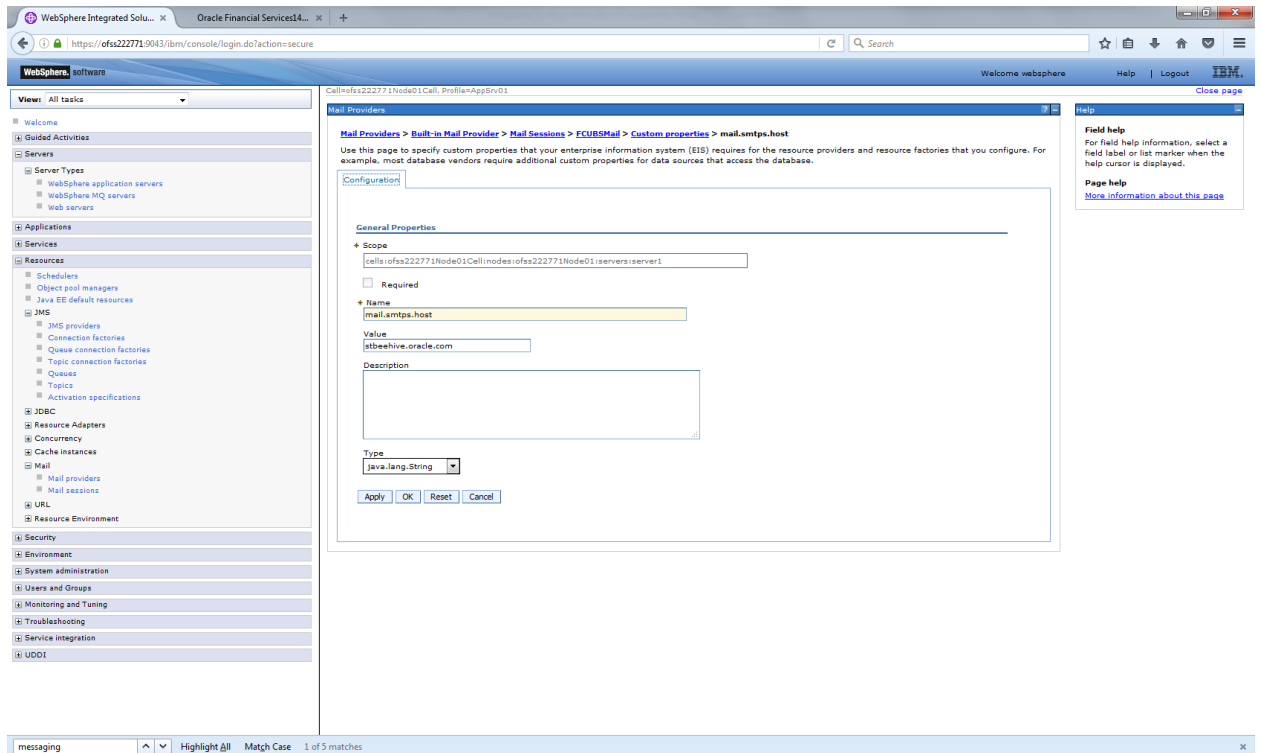 WebSphere Integrated Solu... ×
Oracle Financial Services14... × +
https://ofss222771:9043/ibm/console/login.do?action=secure
Search
WebSphere. software
Welcome websphere
Help | Logout
IBM.
View: All tasks
Cell=ofss222771Node01Cell, Profile=AppSrv01
Close page
Welcome
Guided Activities
Servers
Server Types
WebSphere application servers
WebSphere MQ servers
Web servers
Applications
Services
Resources
Schedulers
Object pool managers
Java EE default resources
JMS
JMS providers
Connection factories
Queue connection factories
Topic connection factories
Queues
Topics
Activation specifications
JDBC
Resource Adapters
Concurrency
Cache instances
Mail
Mail providers
Mail sessions
URL
Resource Environment
Security
Environment
System administration
Users and Groups
Monitoring and Tuning
Troubleshooting
Service integration
UDDI
Mail Providers
Mail Providers > Built-in Mail Provider > Mail Sessions > FCUBSMail > Custom properties > mail.smtps.host
Use this page to specify custom properties that your enterprise information system (EIS) requires for the resource providers and resource factories that you configure. For
example, most database vendors require additional custom properties for data sources that access the database.
Configuration
General Properties
Scope
cells:ofss222771Node01Cell:nodes:ofss222771Node01:servers:server1
Required
Name
mail.smtps.host
Value
stbeehive.oracle.com
Description
Type
java.lang.String
Apply OK Reset Cancel
Help
Field help
For field help information, select a
field label or list marker when the
help cursor is displayed.
Page help
More information about this page
messaging
Highlight All Match Case 1 of 5 matches